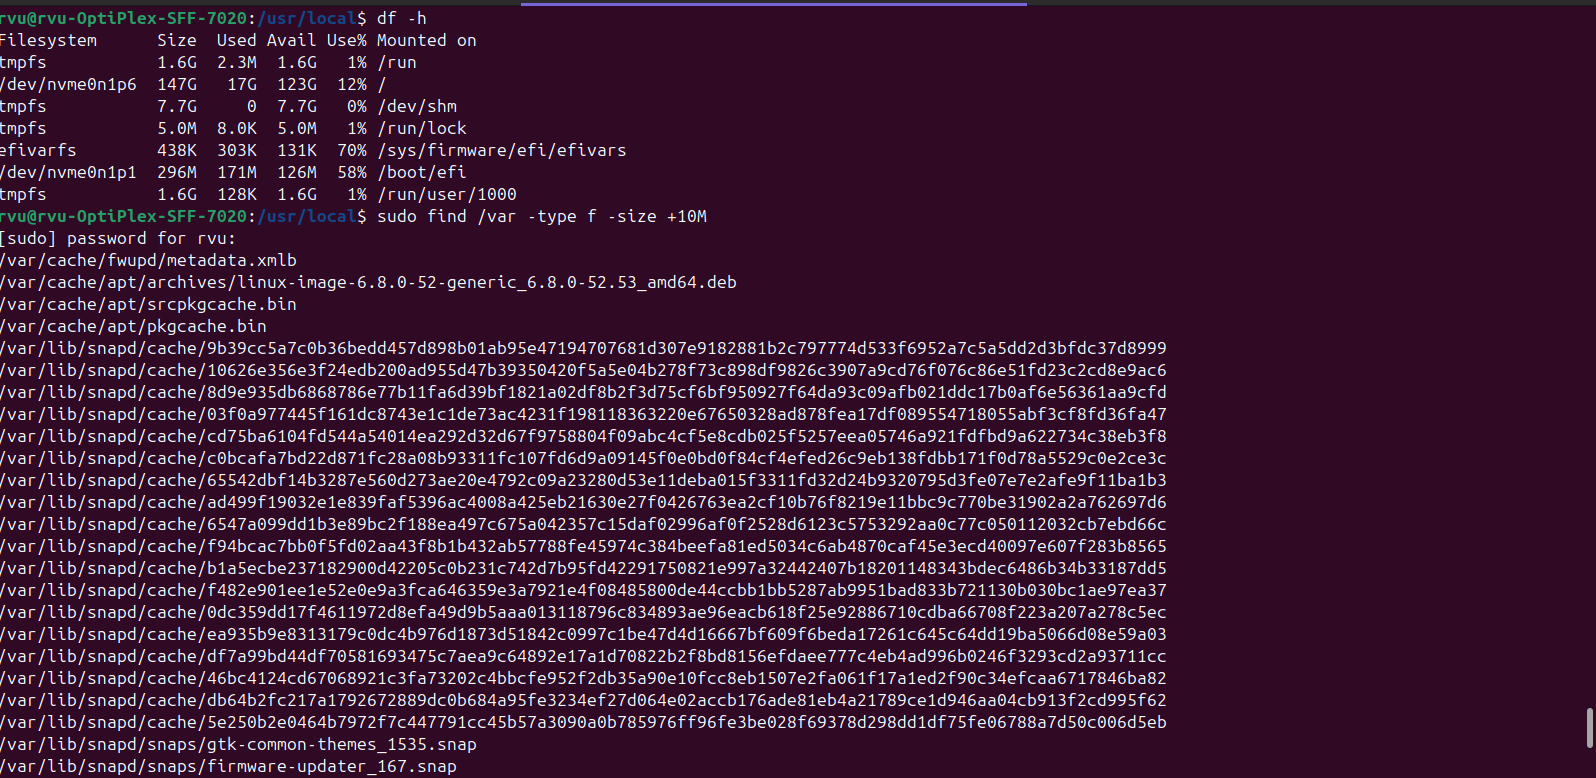 rvu@rvu-OptiPlex-SFF-7020:/usr/local$ df -h
Filesystem      Size  Used Avail Use% Mounted on
tmpfs           1.6G  2.3M  1.6G   1% /run
/dev/nvme0n1p6  147G   17G  123G  12% /
tmpfs           7.7G     0  7.7G   0% /dev/shm
tmpfs           5.0M  8.0K  5.0M   1% /run/lock
efivarfs        438K  303K  131K  70% /sys/firmware/efi/efivars
/dev/nvme0n1p1  296M  171M  126M  58% /boot/efi
tmpfs           1.6G  128K  1.6G   1% /run/user/1000
rvu@rvu-OptiPlex-SFF-7020:/usr/local$ sudo find /var -type f -size +10M
[sudo] password for rvu:
/var/cache/fwupd/metadata.xmlb
/var/cache/apt/archives/linux-image-6.8.0-52-generic_6.8.0-52.53_amd64.deb
/var/cache/apt/srcpkgcache.bin
/var/cache/apt/pkgcache.bin
/var/lib/snapd/cache/9b39cc5a7c0b36bedd457d898b01ab95e47194707681d307e9182881b2c797774d533f6952a7c5a5dd2d3bfdc37d8999
/var/lib/snapd/cache/10626e356e3f24edb200ad955d47b39350420f5a5e04b278f73c898df9826c3907a9cd76f076c86e51fd23c2cd8e9ac6
/var/lib/snapd/cache/8d9e935db6868786e77b11fa6d39bf1821a02df8b2f3d75cf6bf950927f64da93c09afb021ddc17b0af6e56361aa9cfd
/var/lib/snapd/cache/03f0a977445f161dc8743e1c1de73ac4231f198118363220e67650328ad878fea17df089554718055abf3cf8fd36fa47
/var/lib/snapd/cache/cd75ba6104fd544a54014ea292d32d67f9758804f09abc4cf5e8cdb025f5257eea05746a921fdfbd9a622734c38eb3f8
/var/lib/snapd/cache/c0bcafa7bd22d871fc28a08b93311fc107fd6d9a09145f0e0bd0f84cf4efed26c9eb138fdbb171f0d78a5529c0e2ce3c
/var/lib/snapd/cache/65542dbf14b3287e560d273ae20e4792c09a23280d53e11deba015f3311fd32d24b9320795d3fe07e7e2afe9f11ba1b3
/var/lib/snapd/cache/ad499f19032e1e839faf5396ac4008a425eb21630e27f0426763ea2cf10b76f8219e11bbc9c770be31902a2a762697d6
/var/lib/snapd/cache/6547a099dd1b3e89bc2f188ea497c675a042357c15daf02996af0f2528d6123c5753292aa0c77c050112032cb7ebd66c
/var/lib/snapd/cache/f94bcac7bb0f5fd02aa43f8b1b432ab57788fe45974c384beefa81ed5034c6ab4870caf45e3ecd40097e607f283b8565
/var/lib/snapd/cache/b1a5ecbe237182900d42205c0b231c742d7b95fd42291750821e997a32442407b18201148343bdec6486b34b33187dd5
/var/lib/snapd/cache/f482e901ee1e52e0e9a3fca646359e3a7921e4f08485800de44ccbb1bb5287ab9951bad833b721130b030bc1ae97ea37
/var/lib/snapd/cache/0dc359dd17f4611972d8efa49d9b5aaa013118796c834893ae96eacb618f25e92886710cdba66708f223a207a278c5ec
/var/lib/snapd/cache/ea935b9e8313179c0dc4b976d1873d51842c0997c1be47d4d16667bf609f6beda17261c645c64dd19ba5066d08e59a03
/var/lib/snapd/cache/df7a99bd44df70581693475c7aea9c64892e17a1d70822b2f8bd8156efdaee777c4eb4ad996b0246f3293cd2a93711cc
/var/lib/snapd/cache/46bc4124cd67068921c3fa73202c4bbcfe952f2db35a90e10fcc8eb1507e2fa061f17a1ed2f90c34efcaa6717846ba82
/var/lib/snapd/cache/db64b2fc217a1792672889dc0b684a95fe3234ef27d064e02accb176ade81eb4a21789ce1d946aa04cb913f2cd995f62
/var/lib/snapd/cache/5e250b2e0464b7972f7c447791cc45b57a3090a0b785976ff96fe3be028f69378d298dd1df75fe06788a7d50c006d5eb
/var/lib/snapd/snaps/gtk-common-themes_1535.snap
/var/lib/snapd/snaps/firmware-updater_167.snap